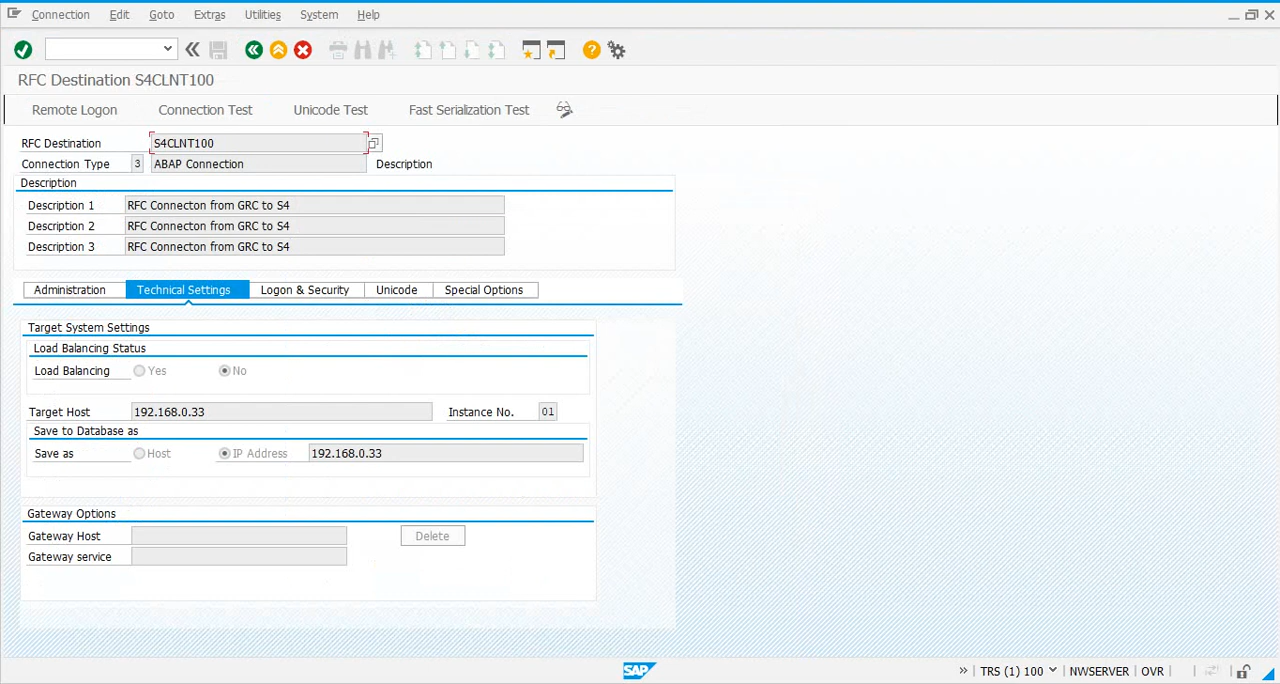 Connection Edit Goto Extras Utilities System Help
RFC Destination S4CLNT100
Remote Logon Connection Test Unicode Test Fast Serialization Test
RFC Destination S4CLNT100
Connection Type 3 ABAP Connection Description
Description
Description 1 RFC Connecton from GRC to S4
Description 2 RFC Connecton from GRC to S4
Description 3 RFC Connecton from GRC to S4
Administration Technical Settings Logon & Security Unicode Special Options
Target System Settings
Load Balancing Status
Load Balancing Yes No
Target Host 192.168.0.33 Instance No. 01
Save to Database as
Save as Host IP Address 192.168.0.33
Gateway Options
Gateway Host Delete
Gateway service
SAP » TRS (1) 100 NWSERVER OVR